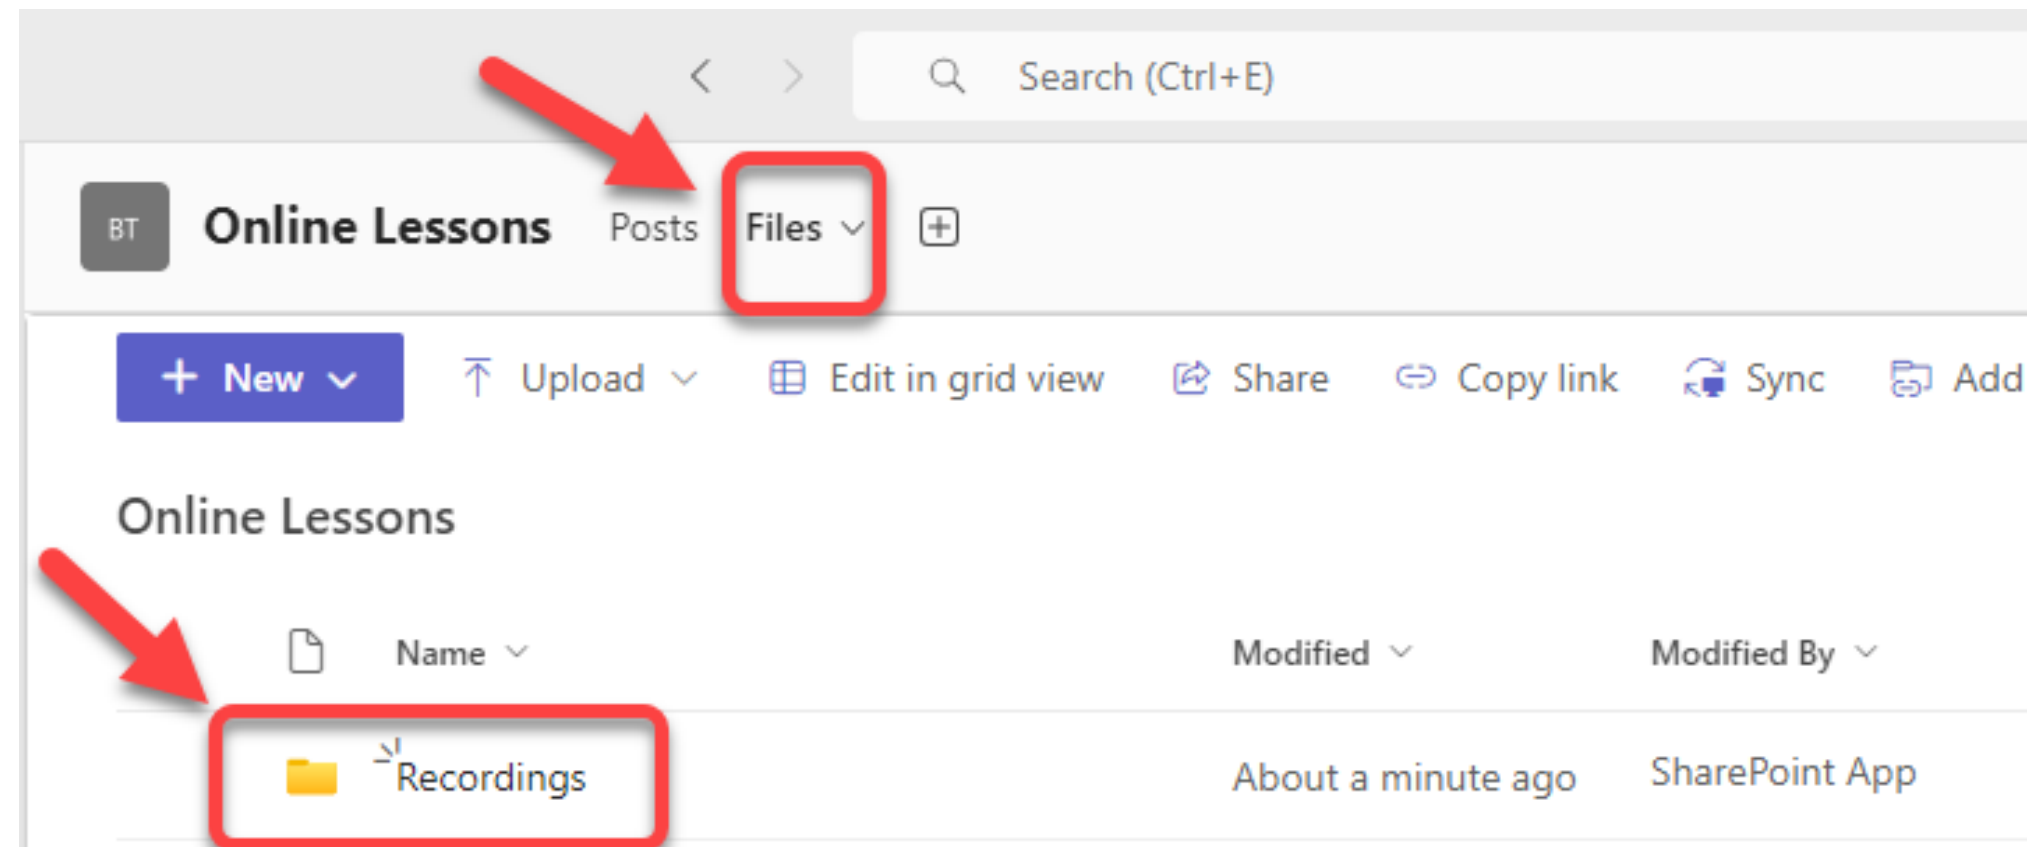 Search (Ctrl+E)
BT Online Lessons Posts Files
New Upload Edit in grid view Share Copy link Sync Add
Online Lessons
Name Modified Modified By
Recordings About a minute ago SharePoint App